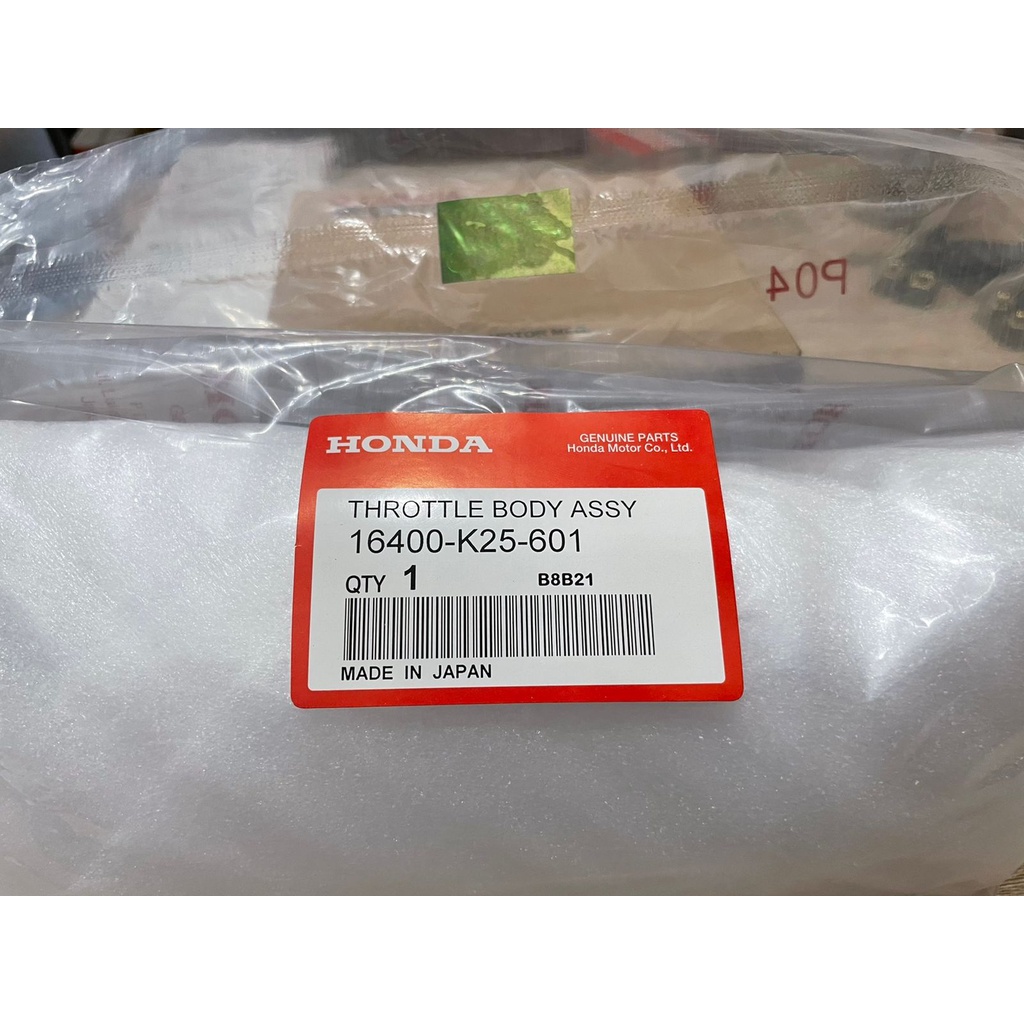 P04
HONDA
GENUINE PARTS
Honda Motor Co., Ltd.
THROTTLE BODY ASSY
16400-K25-601
QTY 1
B8B21
MADE IN JAPAN